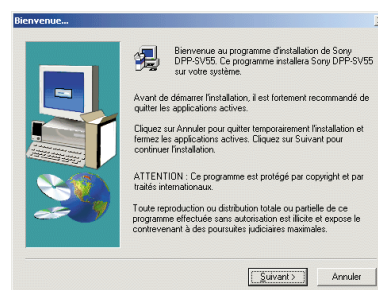 Bienvenue...
Bienvenue au programme d'installation de Sony
DPP-SV55. Ce programme installera Sony DPP-SV55
sur votre système.
Avant de démarrer l'installation, il est fortement recommandé de
quitter les applications actives.
Cliquez sur Annuler pour quitter temporairement l'installation et
fermez les applications actives. Cliquez sur Suivant pour
continuer l'installation.
ATTENTION : Ce programme est protégé par copyright et par
traités internationaux.
Toute reproduction ou distribution totale ou partielle de ce
programme effectuée sans autorisation est illicite et expose le
contrevenant à des poursuites judiciaires maximales.
Suivant >
Annuler